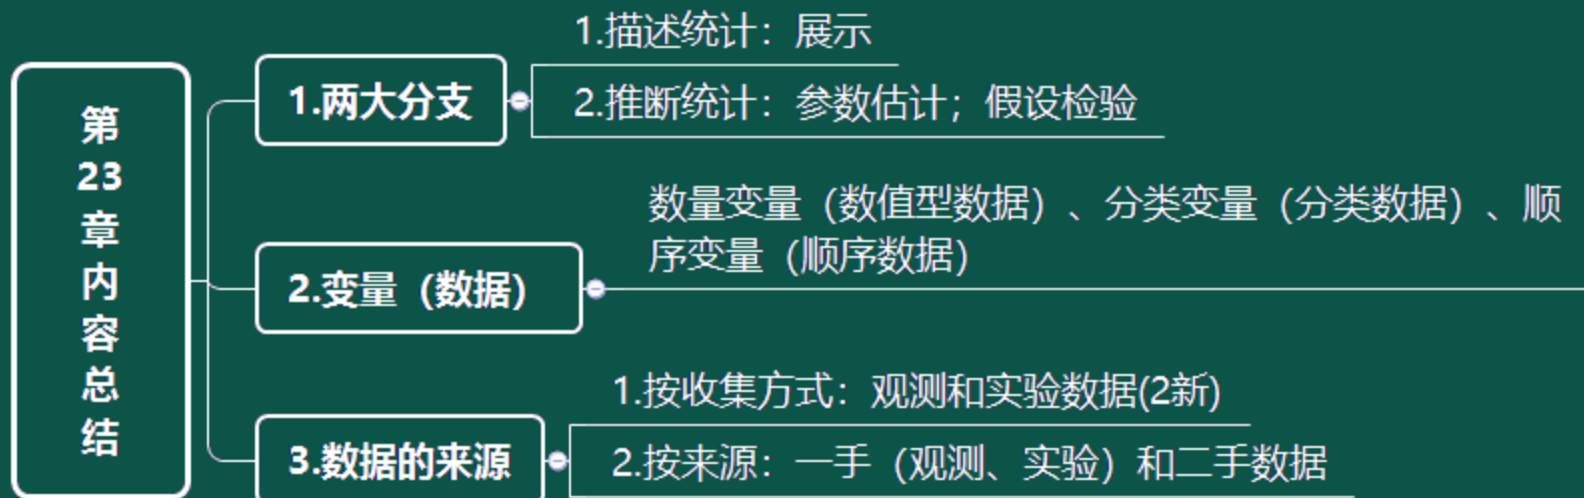 第
23
章
内
容
总
结
1.两大分支
1.描述统计：展示
2.推断统计：参数估计；假设检验
2.变量（数据）
数量变量（数值型数据）、分类变量（分类数据）、顺
序变量（顺序数据）
3.数据的来源
1.按收集方式：观测和实验数据(2新)
2.按来源：一手（观测、实验）和二手数据